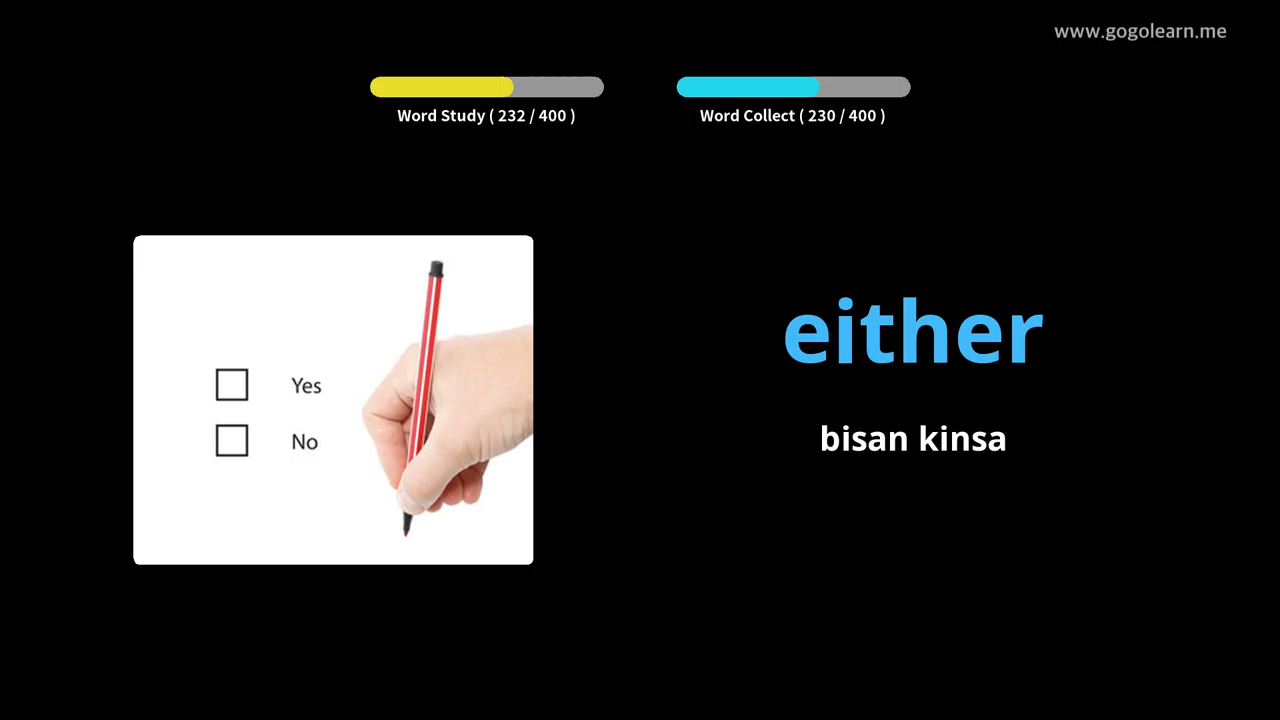 www.gogolearn.me
Word Study ( 232 / 400 )
Word Collect ( 230 / 400 )
Yes
No
either
bisan kinsa